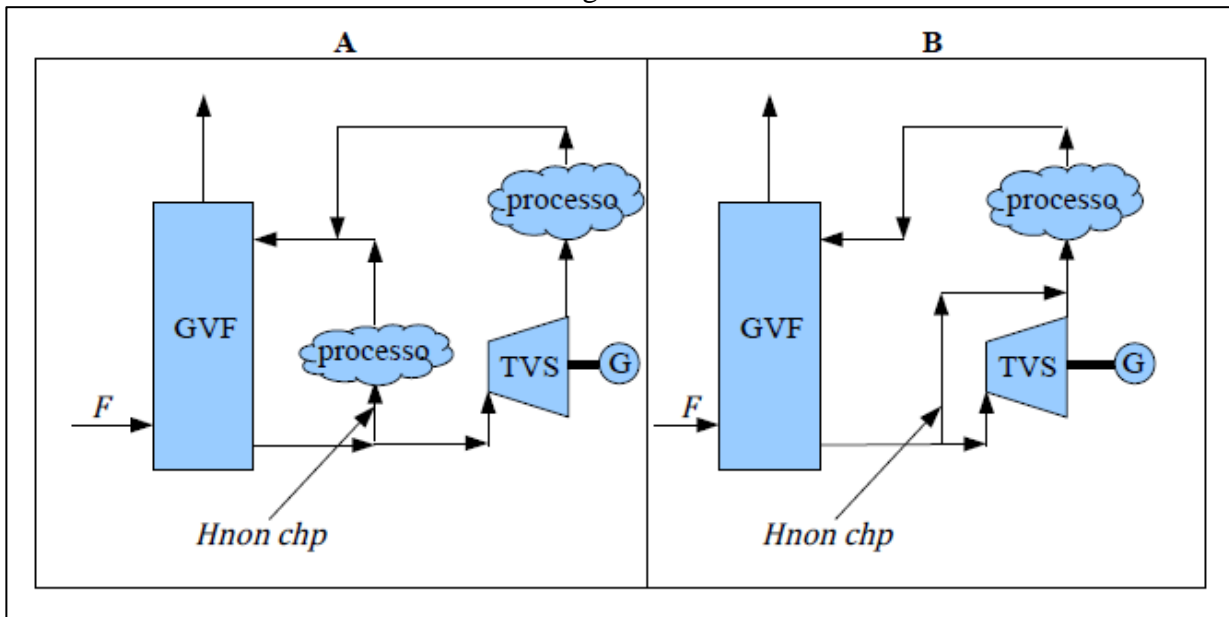 A
B
processo
GVF
processo
TVS
G
F
Hnon chp
processo
GVF
TVS
G
F
Hnon chp